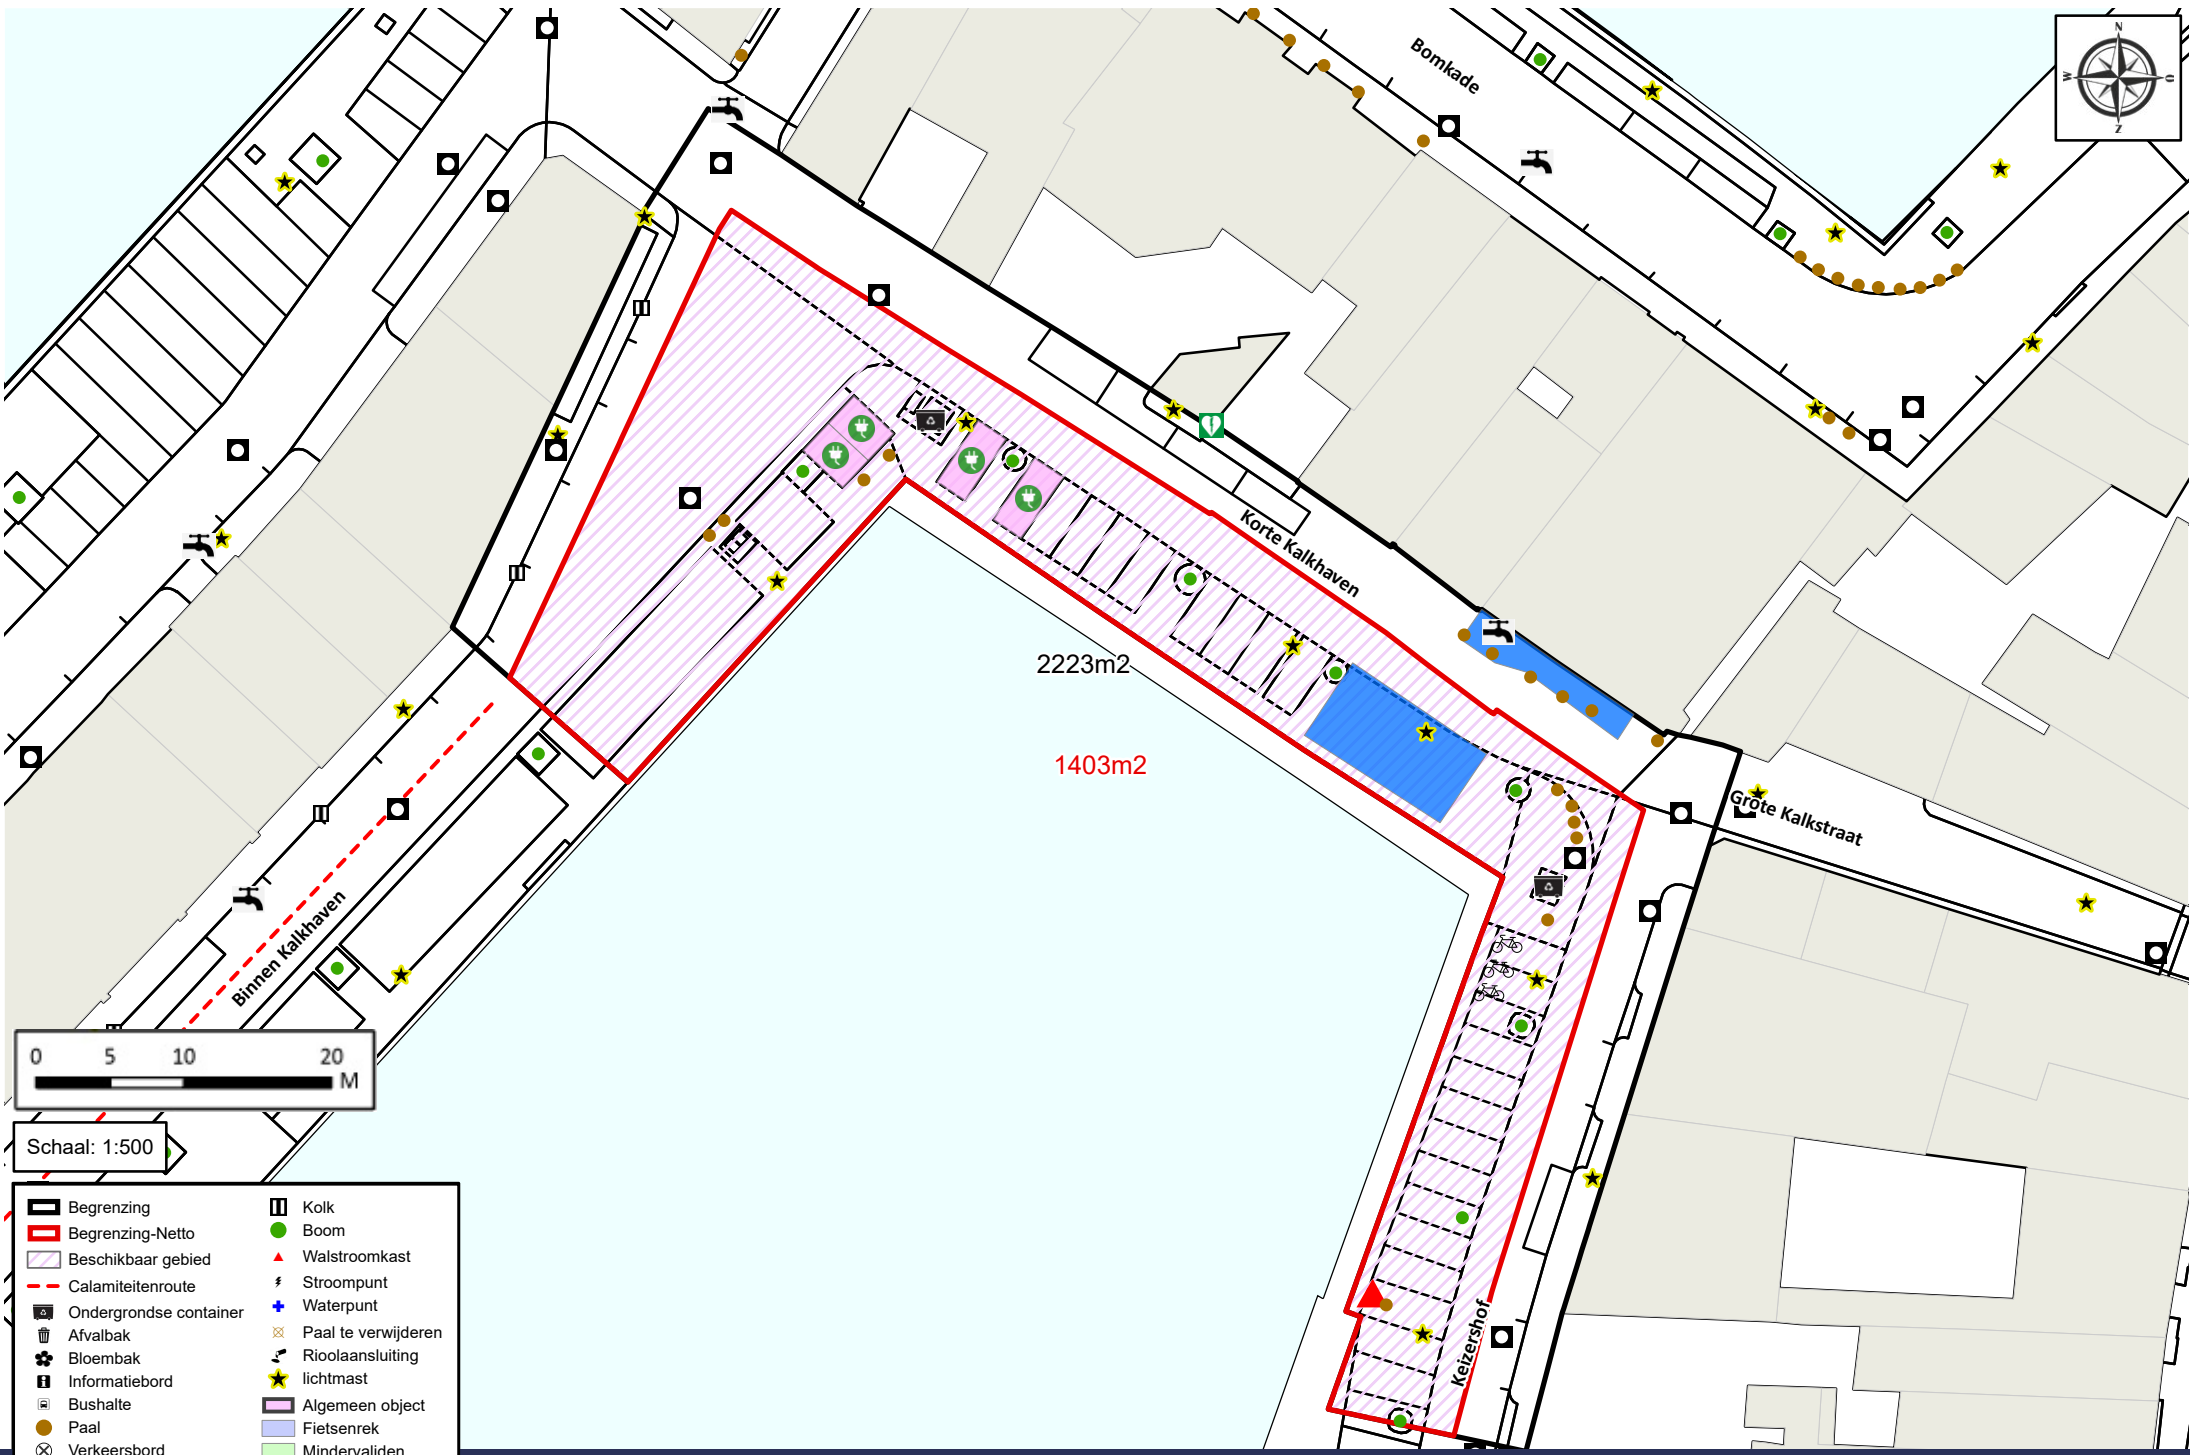 Bomkade
N
W
O
Z
Korte Kalkhaven
2223m2
1403m2
Grote Kalkstraat
Binnen Kalkhaven
Keizershof
0 5 10 20
M
Schaal: 1:500
Begrenzing
Begrenzing-Netto
Beschikbaar gebied
Calamiteitenroute
Ondergrondse container
Afvalbak
Bloembak
Informatiebord
Bushalte
Paal
Verkeersbord
Kolk
Boom
Walstroomkast
Stroompunt
Waterpunt
Paal te verwijderen
Rioolaansluiting
lichtmast
Algemeen object
Fietsenrek
Mindervaliden